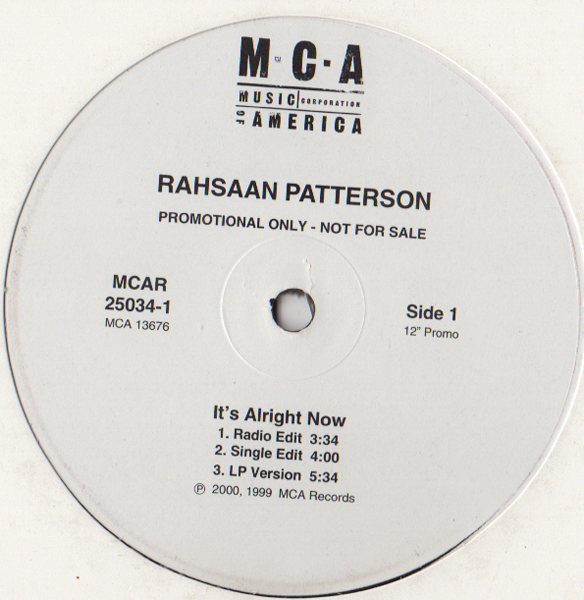 M·C·A
TM
MUSIC CORPORATION
OF AMERICA
RAHSAAN PATTERSON
PROMOTIONAL ONLY - NOT FOR SALE
MCAR
25034-1
MCA 13676
Side 1
12" Promo
It's Alright Now
1. Radio Edit 3:34
2. Single Edit 4:00
3. LP Version 5:34
℗ 2000, 1999 MCA Records